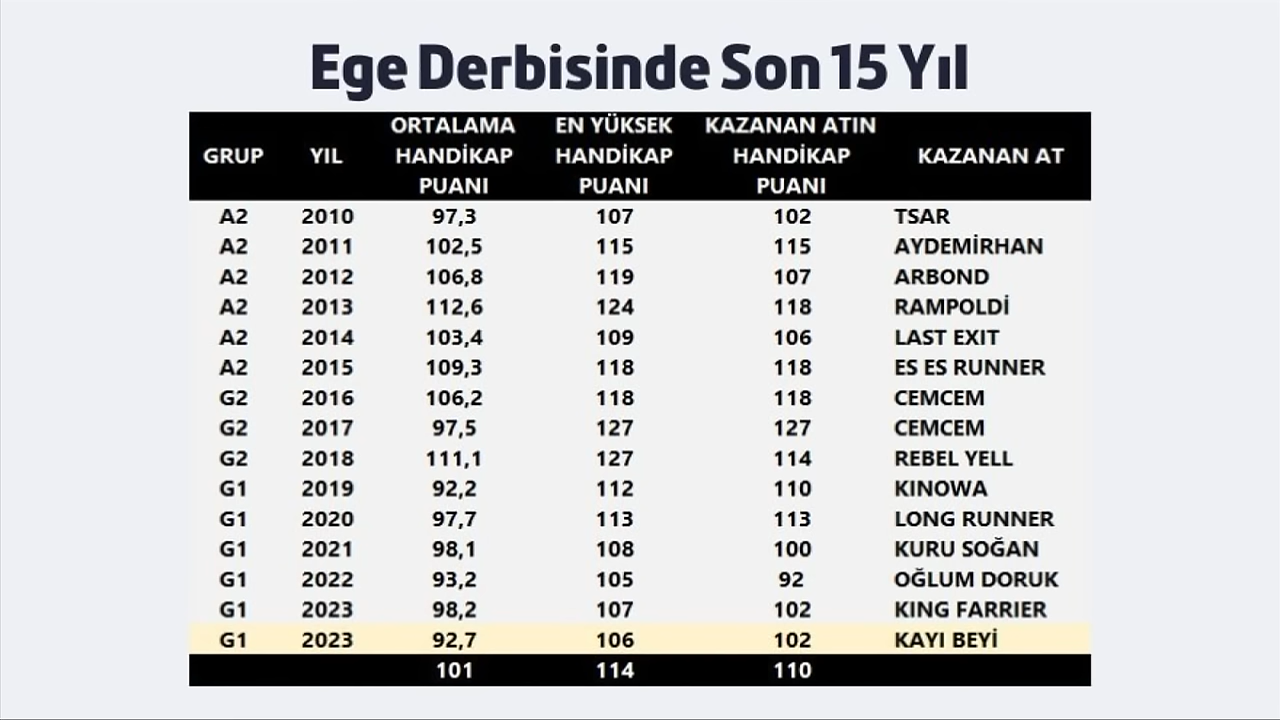 Ege Derbisinde Son 15 Yıl
GRUP YIL ORTALAMA HANDİKAP PUANI EN YÜKSEK HANDİKAP PUANI KAZANAN ATIN HANDİKAP PUANI KAZANAN AT
A2 2010 97,3 107 102 TSAR
A2 2011 102,5 115 115 AYDEMİRHAN
A2 2012 106,8 119 107 ARBOND
A2 2013 112,6 124 118 RAMPOLDİ
A2 2014 103,4 109 106 LAST EXIT
A2 2015 109,3 118 118 ES ES RUNNER
G2 2016 106,2 118 118 CEMCEM
G2 2017 97,5 127 127 CEMCEM
G2 2018 111,1 127 114 REBEL YELL
G1 2019 92,2 112 110 KINOWA
G1 2020 97,7 113 113 LONG RUNNER
G1 2021 98,1 108 100 KURU SOĞAN
G1 2022 93,2 105 92 OĞLUM DORUK
G1 2023 98,2 107 102 KING FARRIER
G1 2023 92,7 106 102 KAYI BEYİ
101 114 110